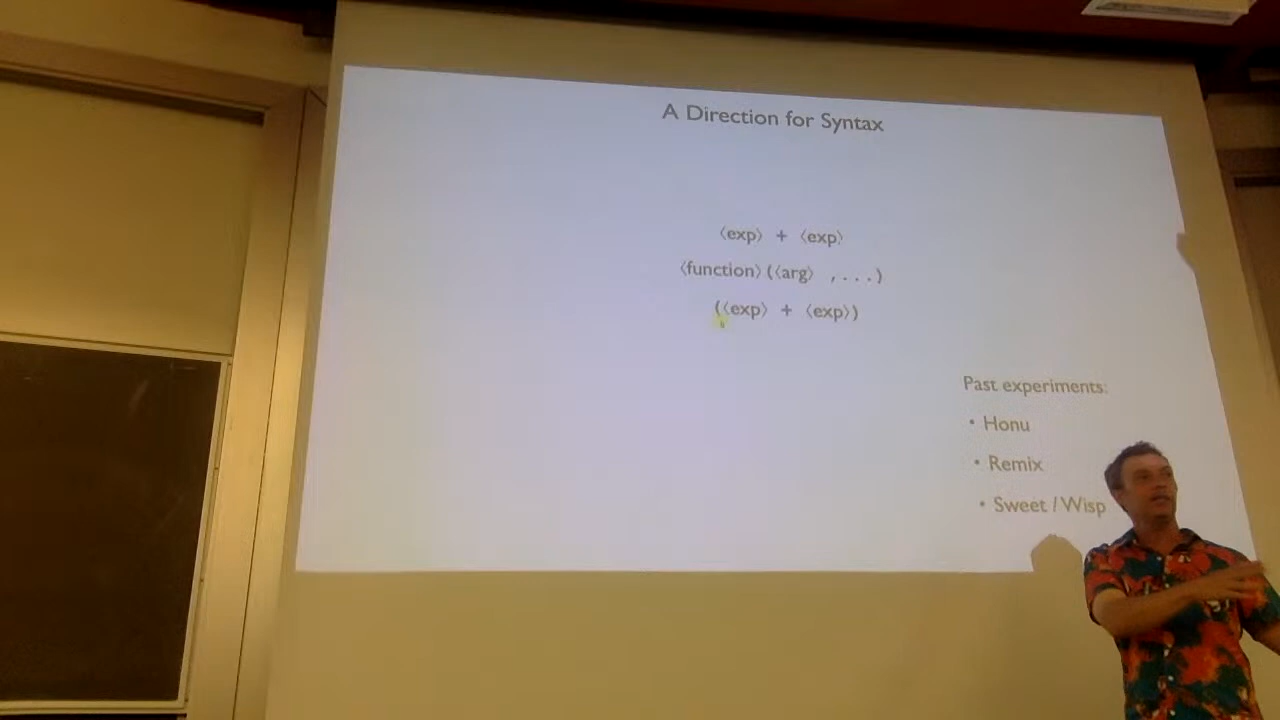 A Direction for Syntax
⟨exp⟩ + ⟨exp⟩
⟨function⟩(⟨arg⟩ ,...)
(⟨exp⟩ + ⟨exp⟩)
Past experiments:
• Honu
• Remix
• Sweet / Wisp